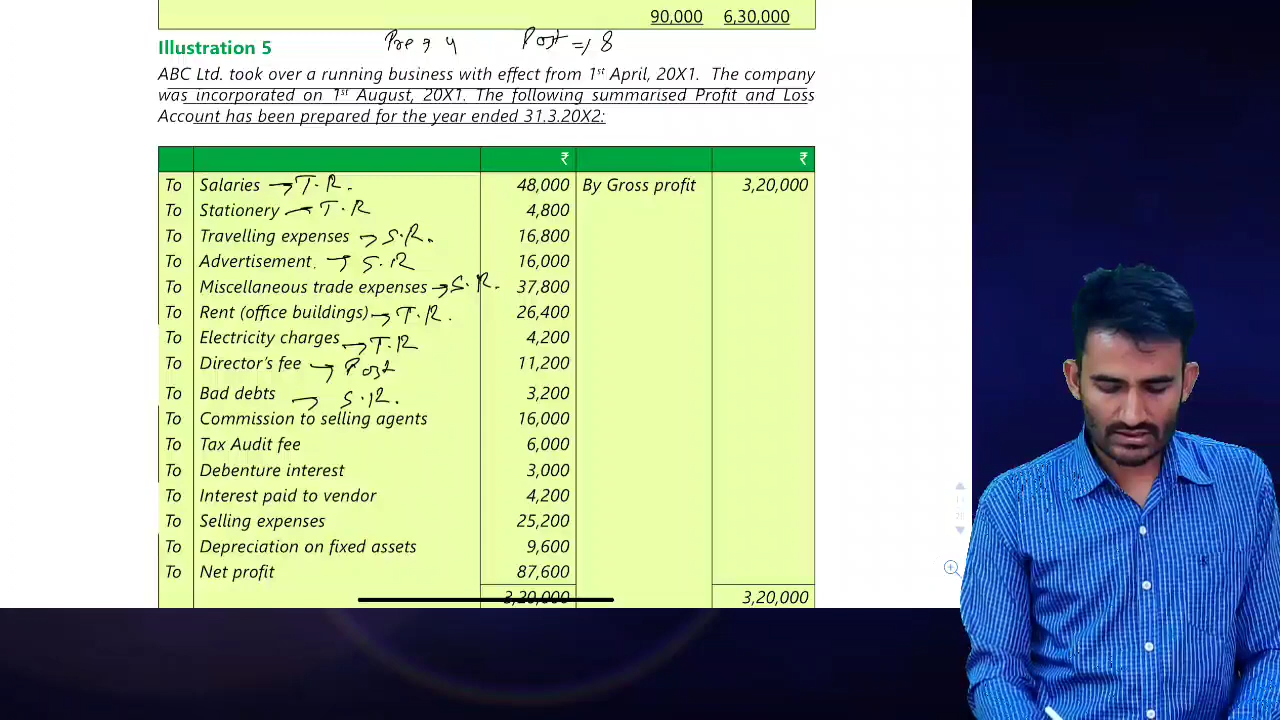 90,000 6,30,000
Illustration 5 Pre → 4 Post => 8
ABC Ltd. took over a running business with effect from 1st April, 20X1. The company
was incorporated on 1st August, 20X1. The following summarised Profit and Loss
Account has been prepared for the year ended 31.3.20X2:
₹ ₹
To Salaries → T.R. 48,000 By Gross profit 3,20,000
To Stationery → T.R 4,800
To Travelling expenses → S.R. 16,800
To Advertisement. → S.R 16,000
To Miscellaneous trade expenses → S.R. 37,800
To Rent (office buildings) → T.R. 26,400
To Electricity charges → T.R 4,200
To Director's fee → Post 11,200
To Bad debts → S.R. 3,200
To Commission to selling agents 16,000
To Tax Audit fee 6,000
To Debenture interest 3,000
To Interest paid to vendor 4,200
To Selling expenses 25,200
To Depreciation on fixed assets 9,600
To Net profit 87,600
3,20,000 3,20,000